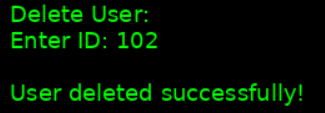 Delete User:
Enter ID: 102
User deleted successfully!